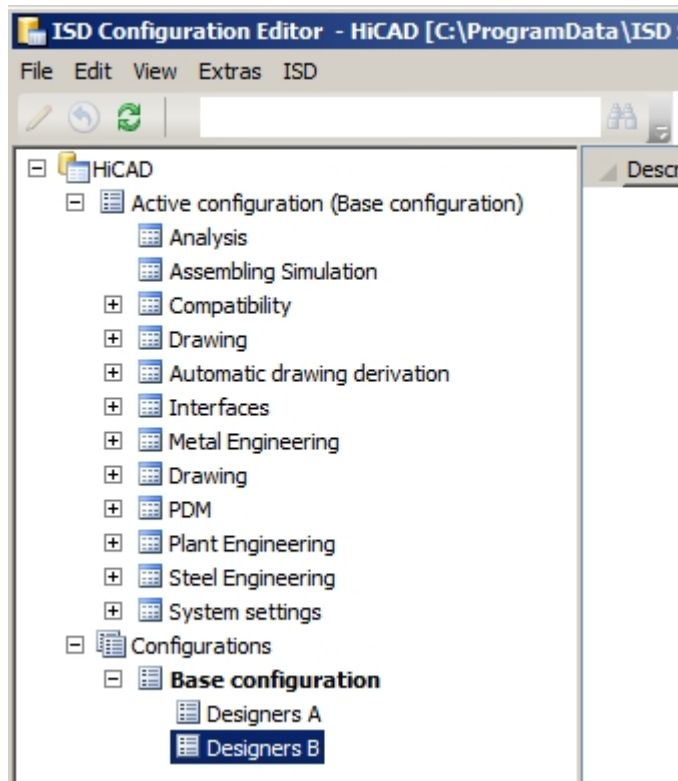 ISD Configuration Editor - HiCAD [C:\ProgramData\ISD
File Edit View Extras ISD
HiCAD
Descr
Active configuration (Base configuration)
Analysis
Assembling Simulation
Compatibility
Drawing
Automatic drawing derivation
Interfaces
Metal Engineering
Drawing
PDM
Plant Engineering
Steel Engineering
System settings
Configurations
Base configuration
Designers A
Designers B